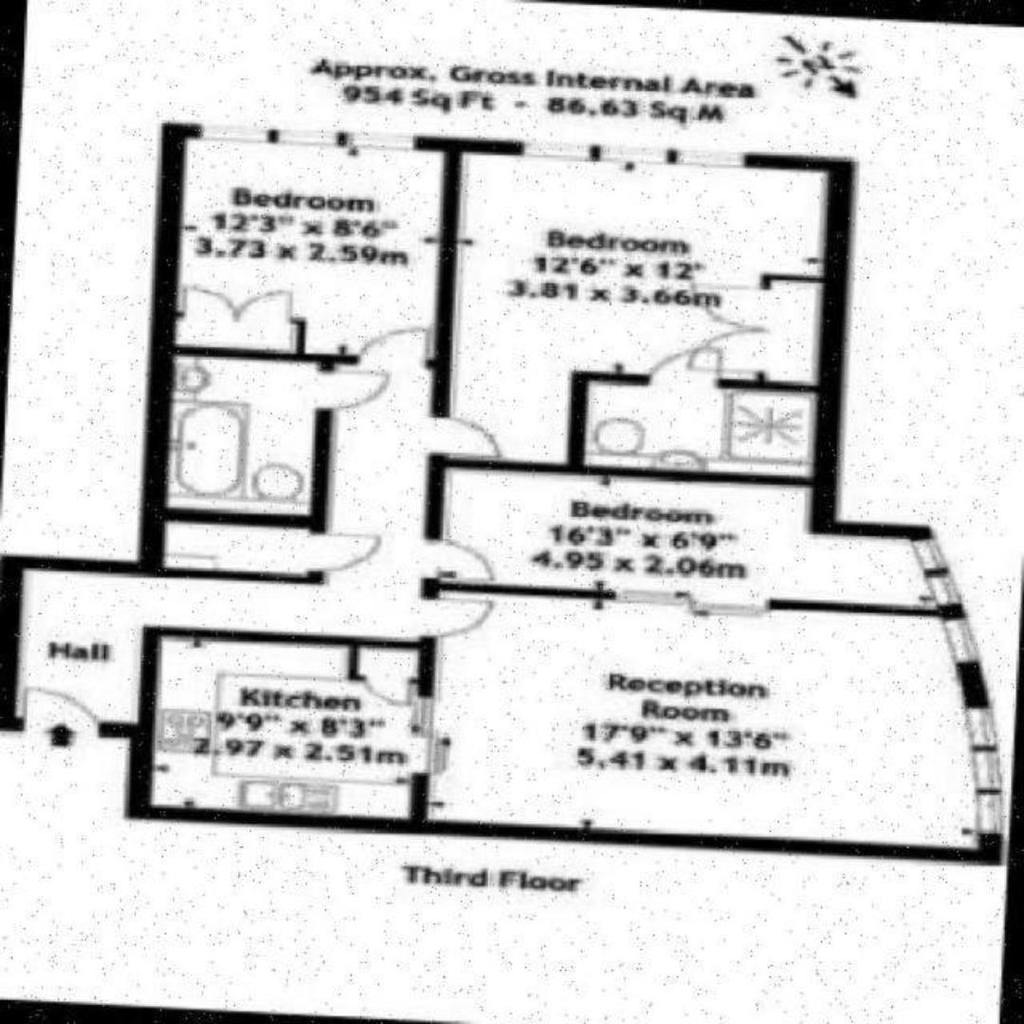 Approx. Gross Internal Area
954 Sq Ft - 86.63 Sq M
Bedroom
12'3" x 8'6"
3.73 x 2.59m
Bedroom
12'6" x 12'
3.81 x 3.66m
Bedroom
16'3" x 6'9"
4.95 x 2.06m
Hall
Kitchen
9'9" x 8'3"
2.97 x 2.51m
Reception
Room
17'9" x 13'6"
5.41 x 4.11m
Third Floor